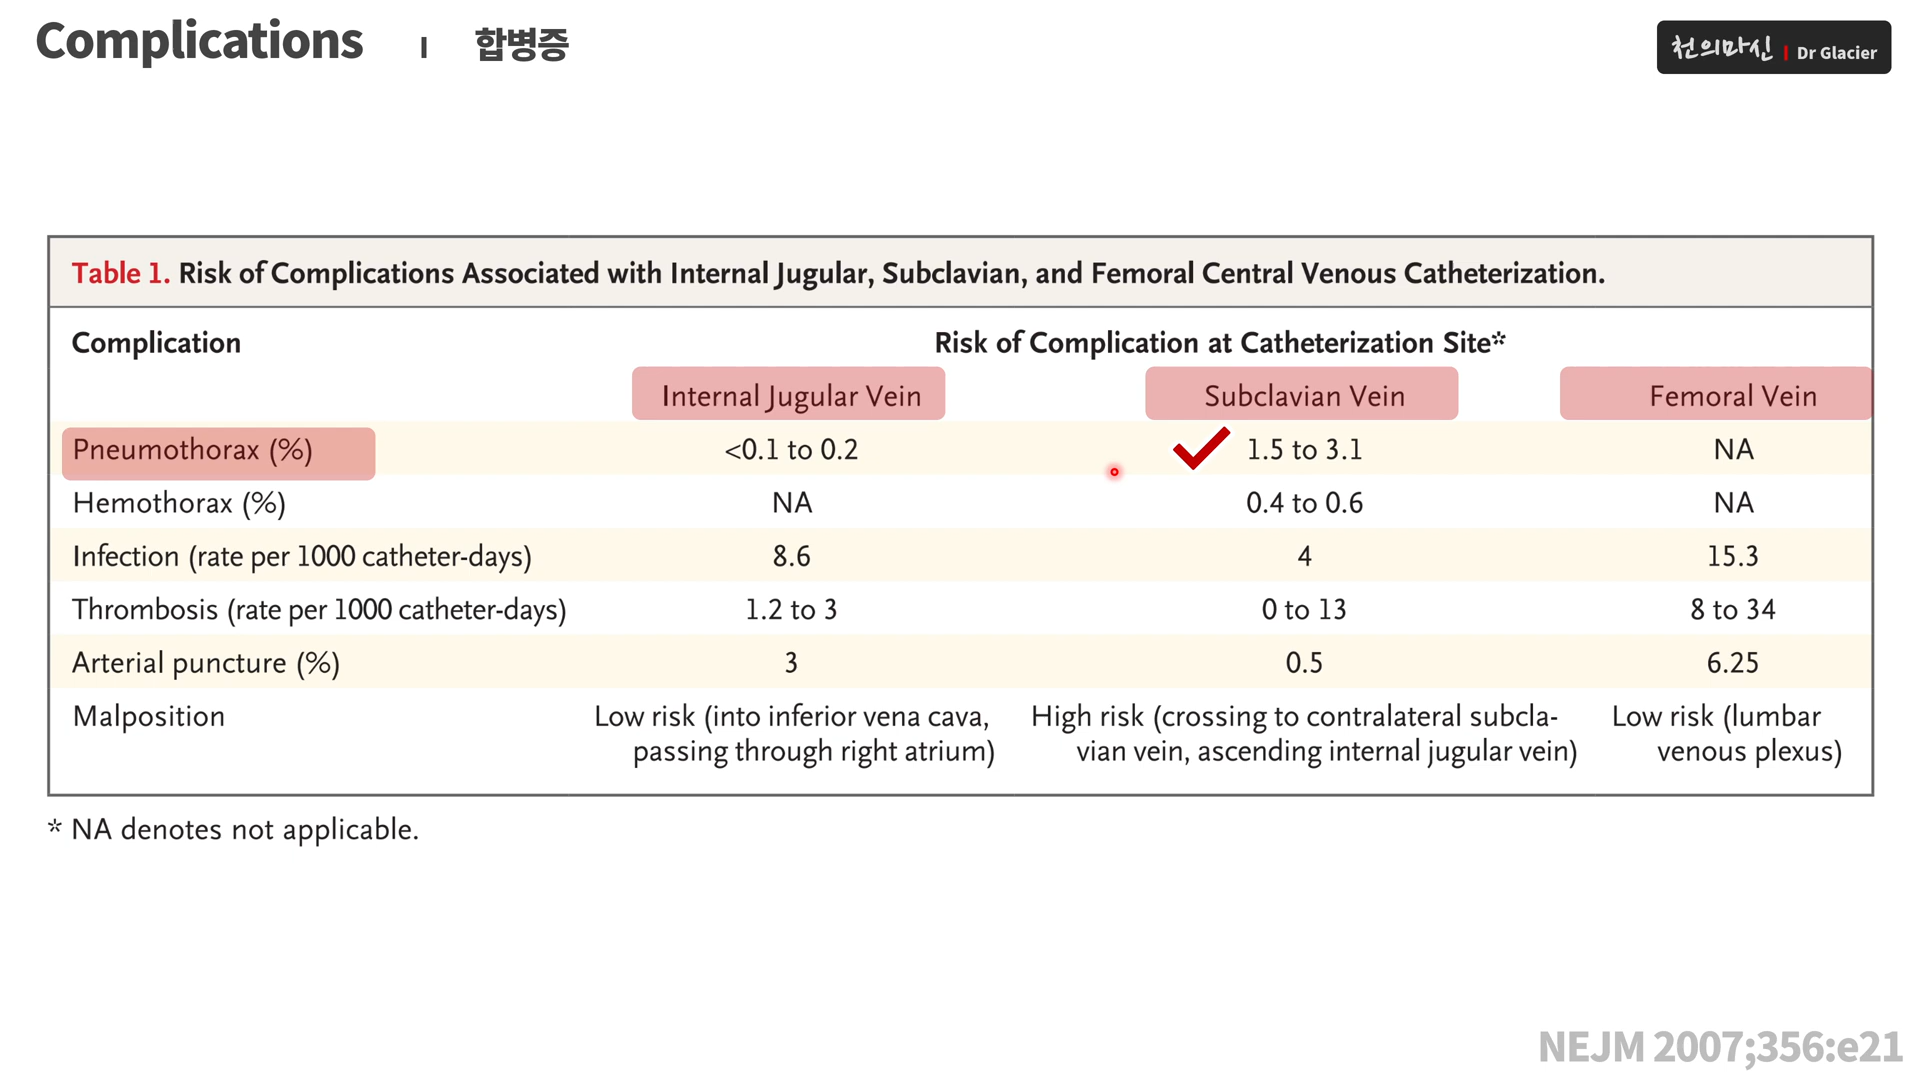 Complications | 합병증
천의마신 | Dr Glacier
Table 1. Risk of Complications Associated with Internal Jugular, Subclavian, and Femoral Central Venous Catheterization.
Complication Risk of Complication at Catheterization Site*
Internal Jugular Vein Subclavian Vein Femoral Vein
Pneumothorax (%) <0.1 to 0.2 1.5 to 3.1 NA
Hemothorax (%) NA 0.4 to 0.6 NA
Infection (rate per 1000 catheter-days) 8.6 4 15.3
Thrombosis (rate per 1000 catheter-days) 1.2 to 3 0 to 13 8 to 34
Arterial puncture (%) 3 0.5 6.25
Malposition Low risk (into inferior vena cava, High risk (crossing to contralateral subcla- Low risk (lumbar
passing through right atrium) vian vein, ascending internal jugular vein) venous plexus)
* NA denotes not applicable.
NEJM 2007;356:e21